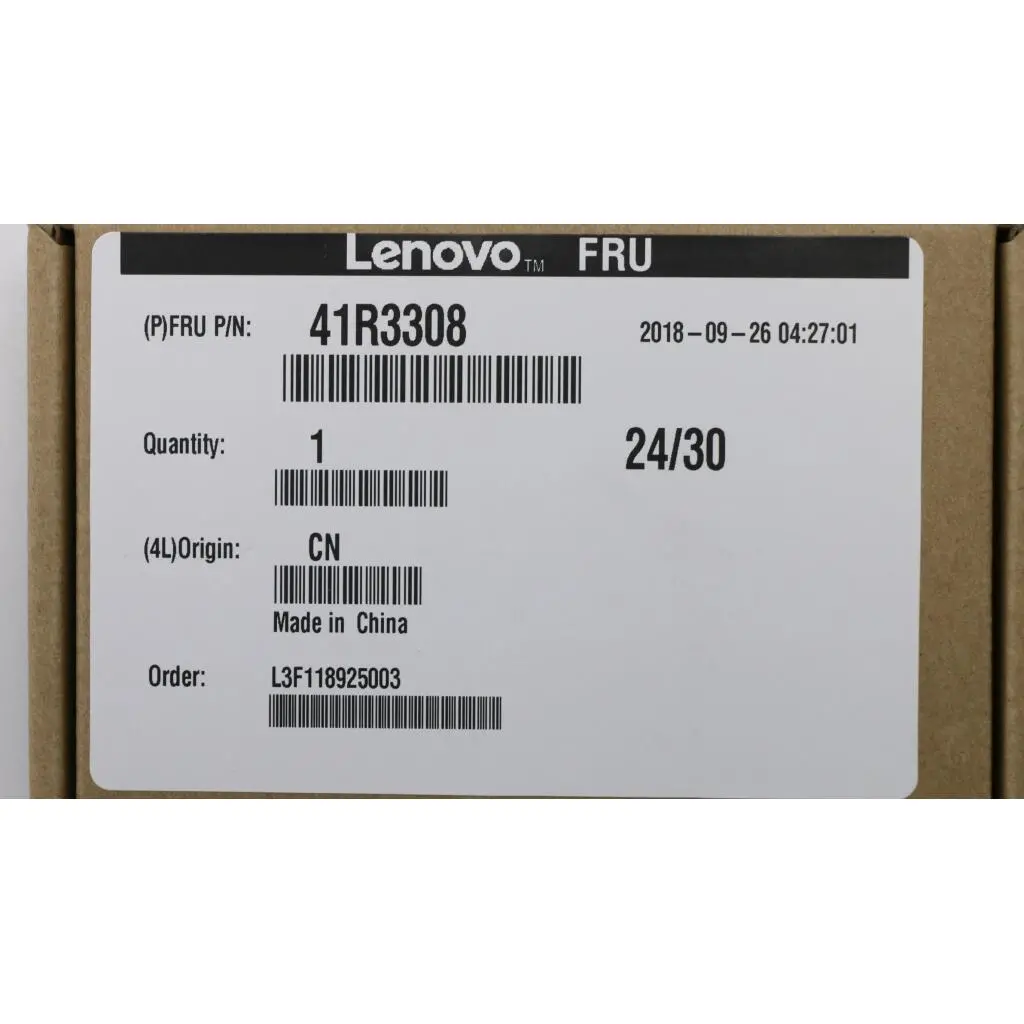 Lenovo™ FRU
(P)FRU P/N: 41R3308 2018-09-26 04:27:01
Quantity: 1 24/30
(4L)Origin: CN
Made in China
Order: L3F118925003